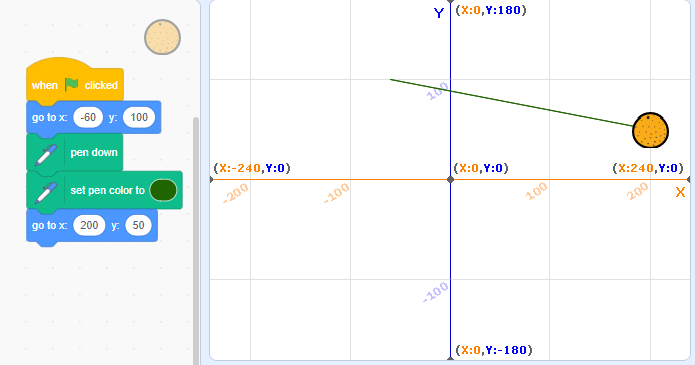 when clicked
go to x: -60 y: 100
pen down
set pen color to
go to x: 200 y: 50
Y
(X:0,Y:180)
100
(X:-240,Y:0)
(X:0,Y:0)
(X:240,Y:0)
-200
-100
100
200
X
-100
(X:0,Y:-180)